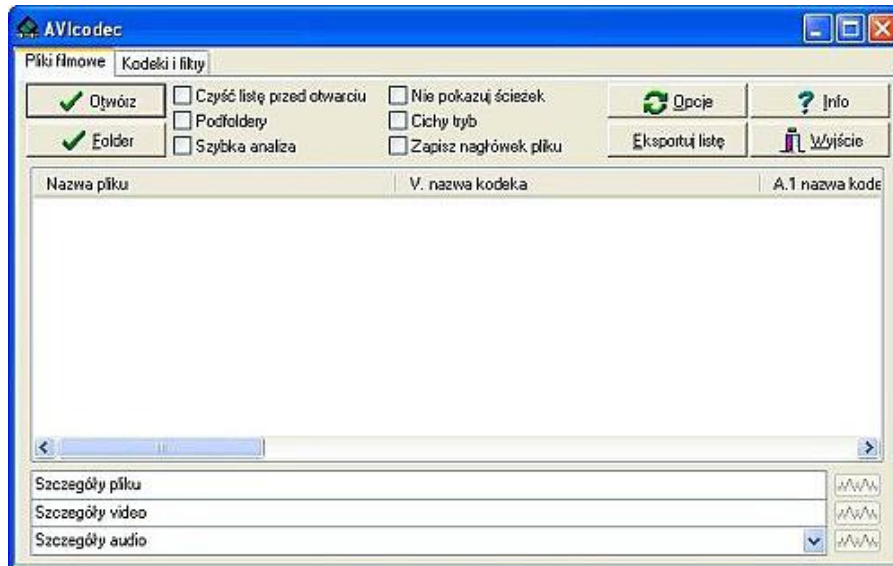 AVIcodec
Pliki filmowe Kodeki i filtry
Otwórz Czyść listę przed otwarciu Nie pokazuj ścieżek Opcje Info
Podfoldery Cichy tryb
Folder Szybka analiza Zapisz nagłówek pliku Eksportuj listę Wyjście
Nazwa pliku V. nazwa kodeka A.1 nazwa kode
Szczegóły pliku
Szczegóły video
Szczegóły audio